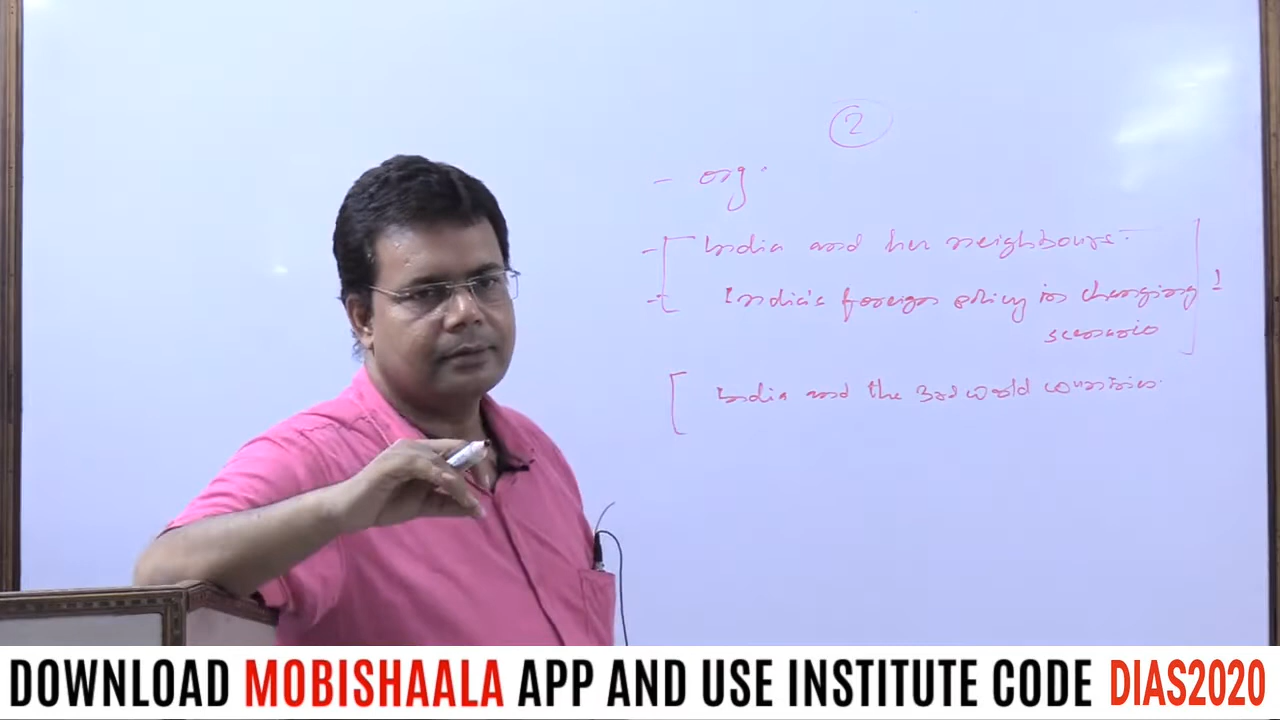 2
- org.
- India and her neighbours.
- India's foreign policy in changing
scenario
India and the 3rd world countries.
DOWNLOAD MOBISHAALA APP AND USE INSTITUTE CODE DIAS2020